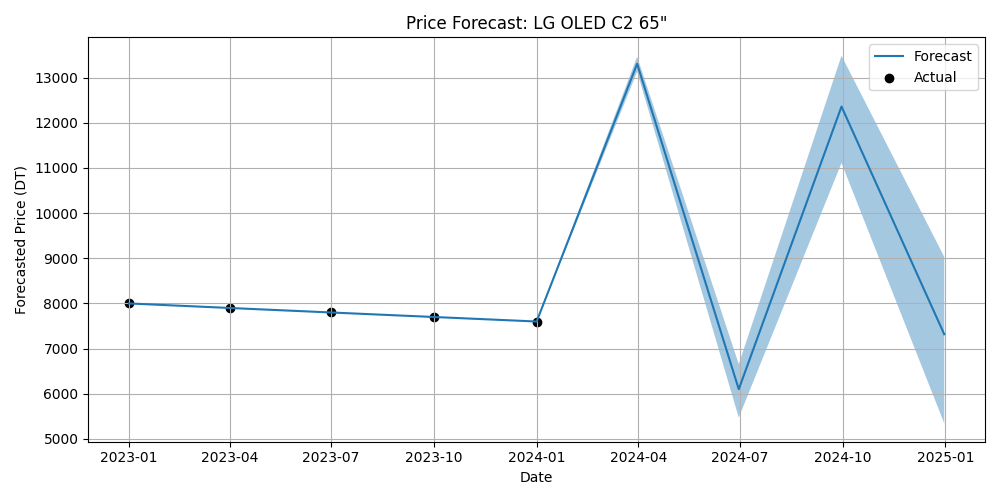 Price Forecast: LG OLED C2 65"
Forecast
Actual
13000
12000
11000
10000
9000
8000
7000
6000
5000
Forecasted Price (DT)
2023-01 2023-04 2023-07 2023-10 2024-01 2024-04 2024-07 2024-10 2025-01
Date